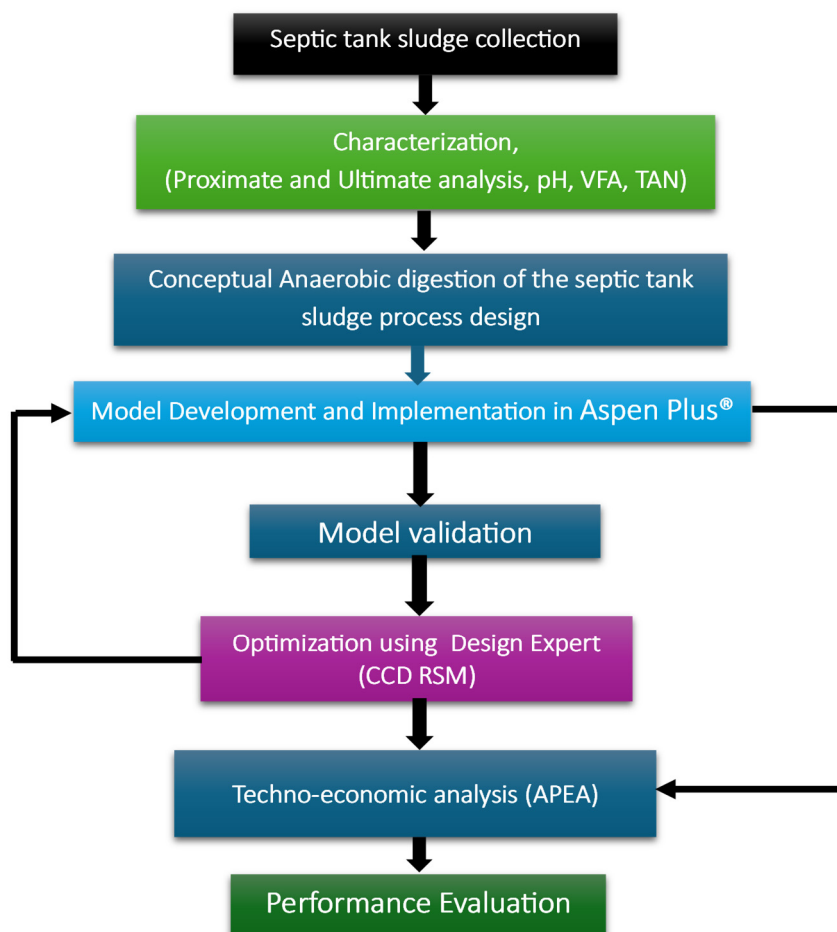 Septic tank sludge collection
Characterization,
(Proximate and Ultimate analysis, pH, VFA, TAN)
Conceptual Anaerobic digestion of the septic tank
sludge process design
Model Development and Implementation in Aspen Plus®
Model validation
Optimization using Design Expert
(CCD RSM)
Techno-economic analysis (APEA)
Performance Evaluation